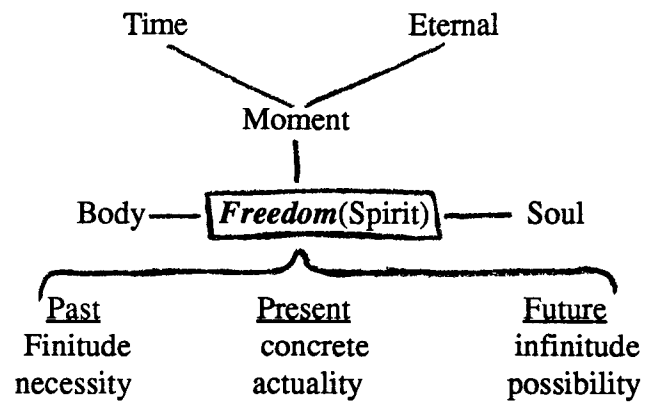 Time Eternal
Moment
Body Freedom(Spirit) Soul
Past Present Future
Finitude concrete infinitude
necessity actuality possibility